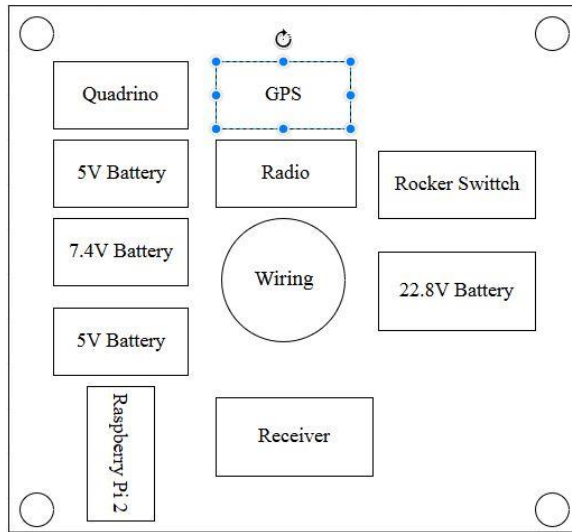 Quadrino
GPS
5V Battery
Radio
Rocker Swittch
7.4V Battery
Wiring
22.8V Battery
5V Battery
Raspberry Pi 2
Receiver